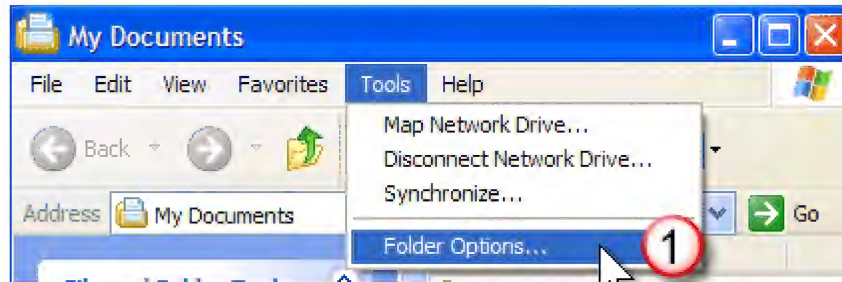 My Documents
File Edit View Favorites Tools Help
Map Network Drive...
Back
Disconnect Network Drive...
Synchronize...
Address My Documents
Go
Folder Options...
1